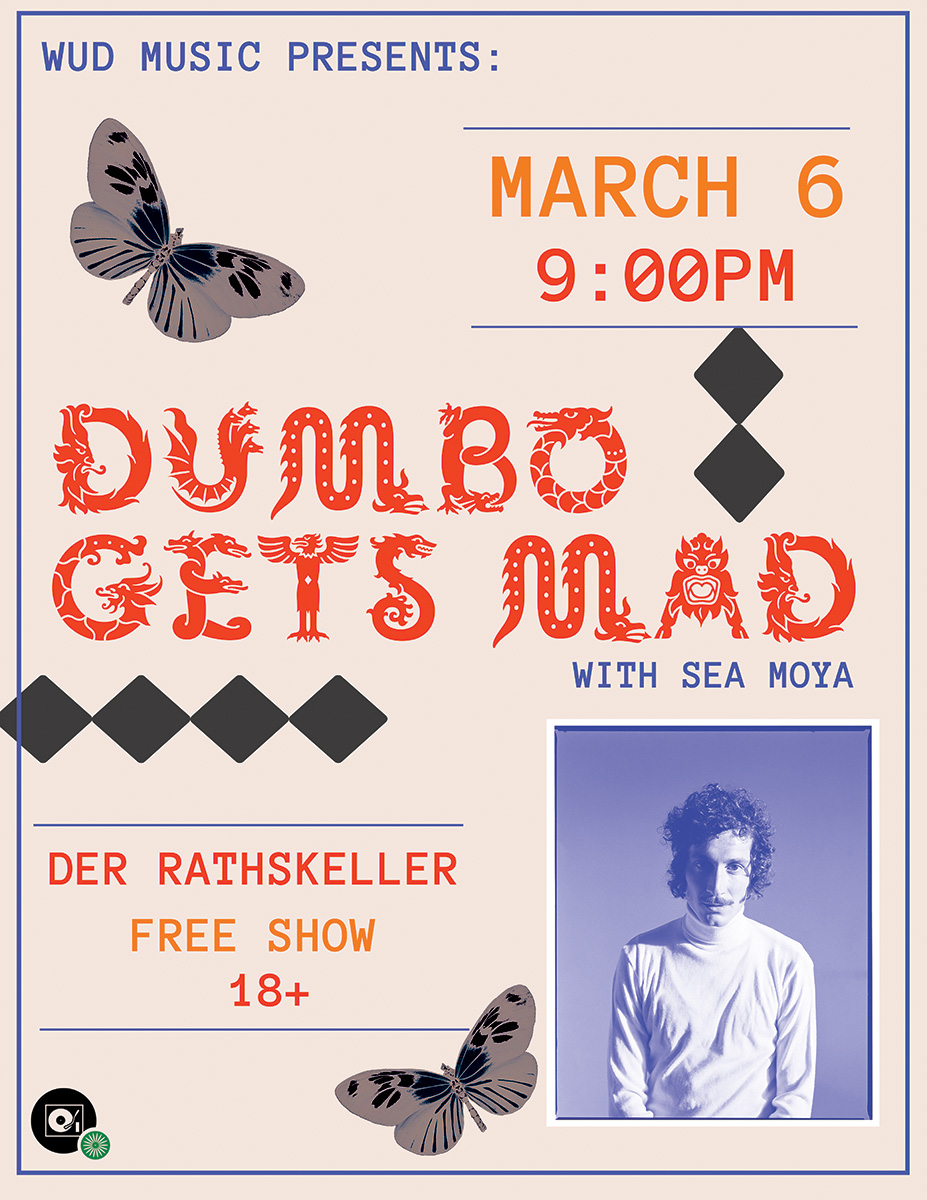 WUD MUSIC PRESENTS:
MARCH 6
9:00PM
DUMBO
GETS MAD
WITH SEA MOYA
DER RATHSKELLER
FREE SHOW
18+